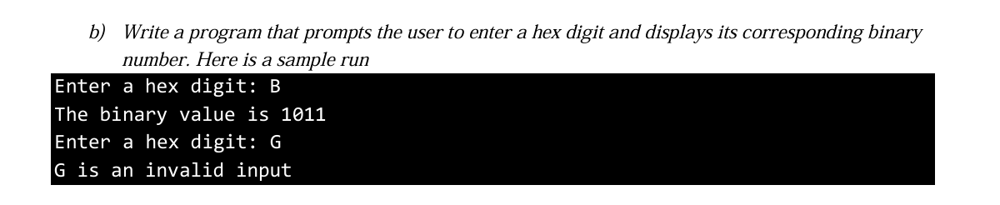 b) Write a program that prompts the user to enter a hex digit and displays its corresponding binary
number. Here is a sample run
Enter a hex digit: B
The binary value is 1011
Enter a hex digit: G
G is an invalid input